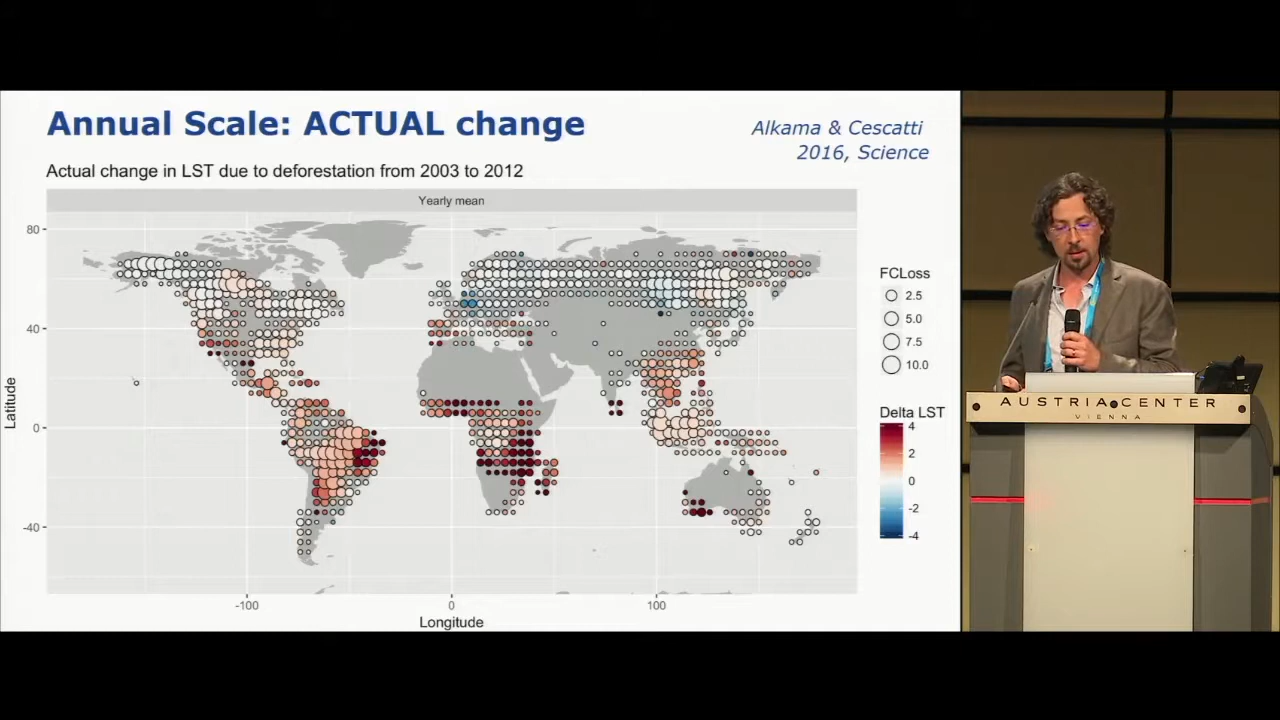 Annual Scale: ACTUAL change
Alkama & Cescatti
2016, Science
Actual change in LST due to deforestation from 2003 to 2012
Yearly mean
80
40
0
-40
Latitude
-100
0
100
Longitude
FCLoss
2.5
5.0
7.5
10.0
Delta LST
4
2
0
-2
-4
AUSTRIA CENTER
VIENNA